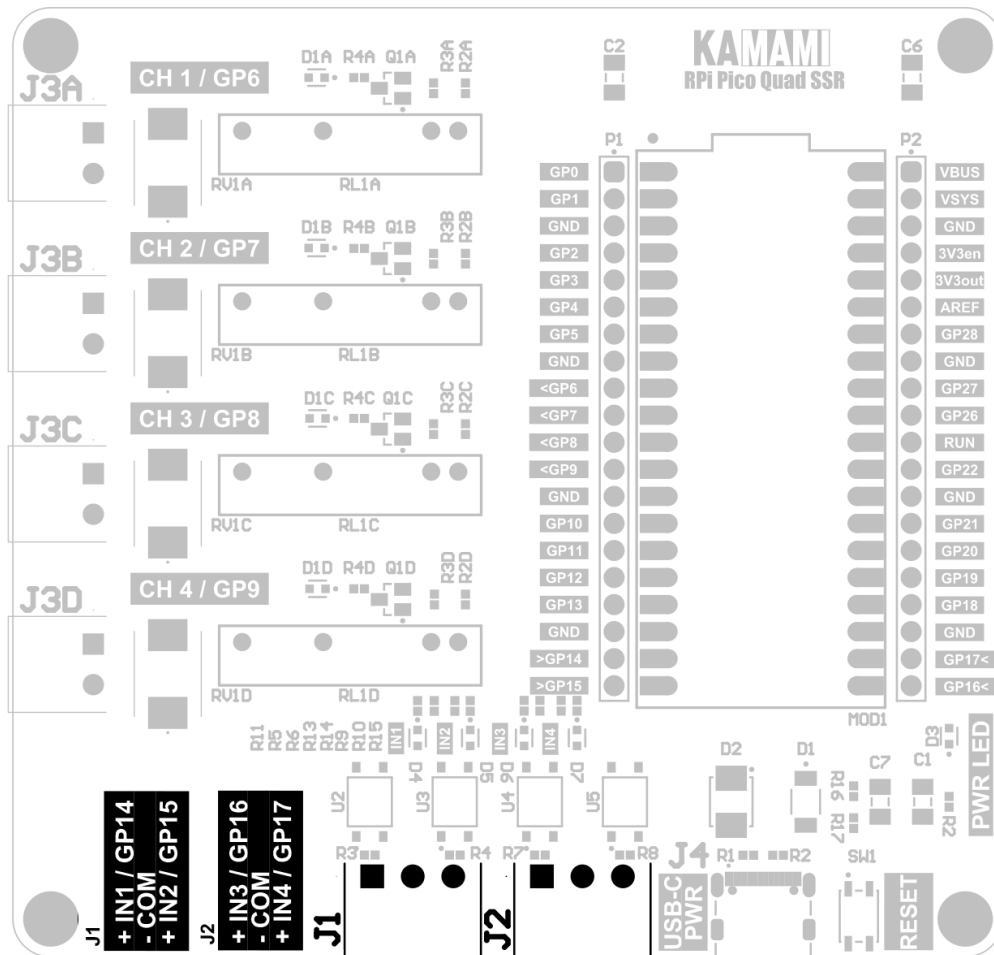 KAMAMI
RPi Pico Quad SSR
C2
C6
J3A
CH 1 / GP6
D1A R4A Q1A
R3A
R2A
RV1A
RL1A
J3B
CH 2 / GP7
D1B R4B Q1B
R3B
R2B
RV1B
RL1B
J3C
CH 3 / GP8
D1C R4C Q1C
R3C
R2C
RV1C
RL1C
J3D
CH 4 / GP9
D1D R4D Q1D
R3D
R2D
RV1D
RL1D
P1
GP0
GP1
GND
GP2
GP3
GP4
GP5
GND
<GP6
<GP7
<GP8
<GP9
GND
GP10
GP11
GP12
GP13
GND
>GP14
>GP15
P2
VBUS
VSYS
GND
3V3en
3V3out
AREF
GP28
GND
GP27
GP26
RUN
GP22
GND
GP21
GP20
GP19
GP18
GND
GP17<
GP16<
MOD1
R11
R5
R6
R13
R14
R9
R10
R15
IN1
IN2
IN3
IN4
D4
D5
D6
D7
U2
U3
U4
U5
R3
R4
R7
R8
D2
D1
R16
R17
C7
C1
D3
R2
PWR LED
J1
+ IN1 / GP14
- COM
+ IN2 / GP15
J2
+ IN3 / GP16
- COM
+ IN4 / GP17
J1
J2
J4
USB-C
PWR
R1
R2
SW1
RESET